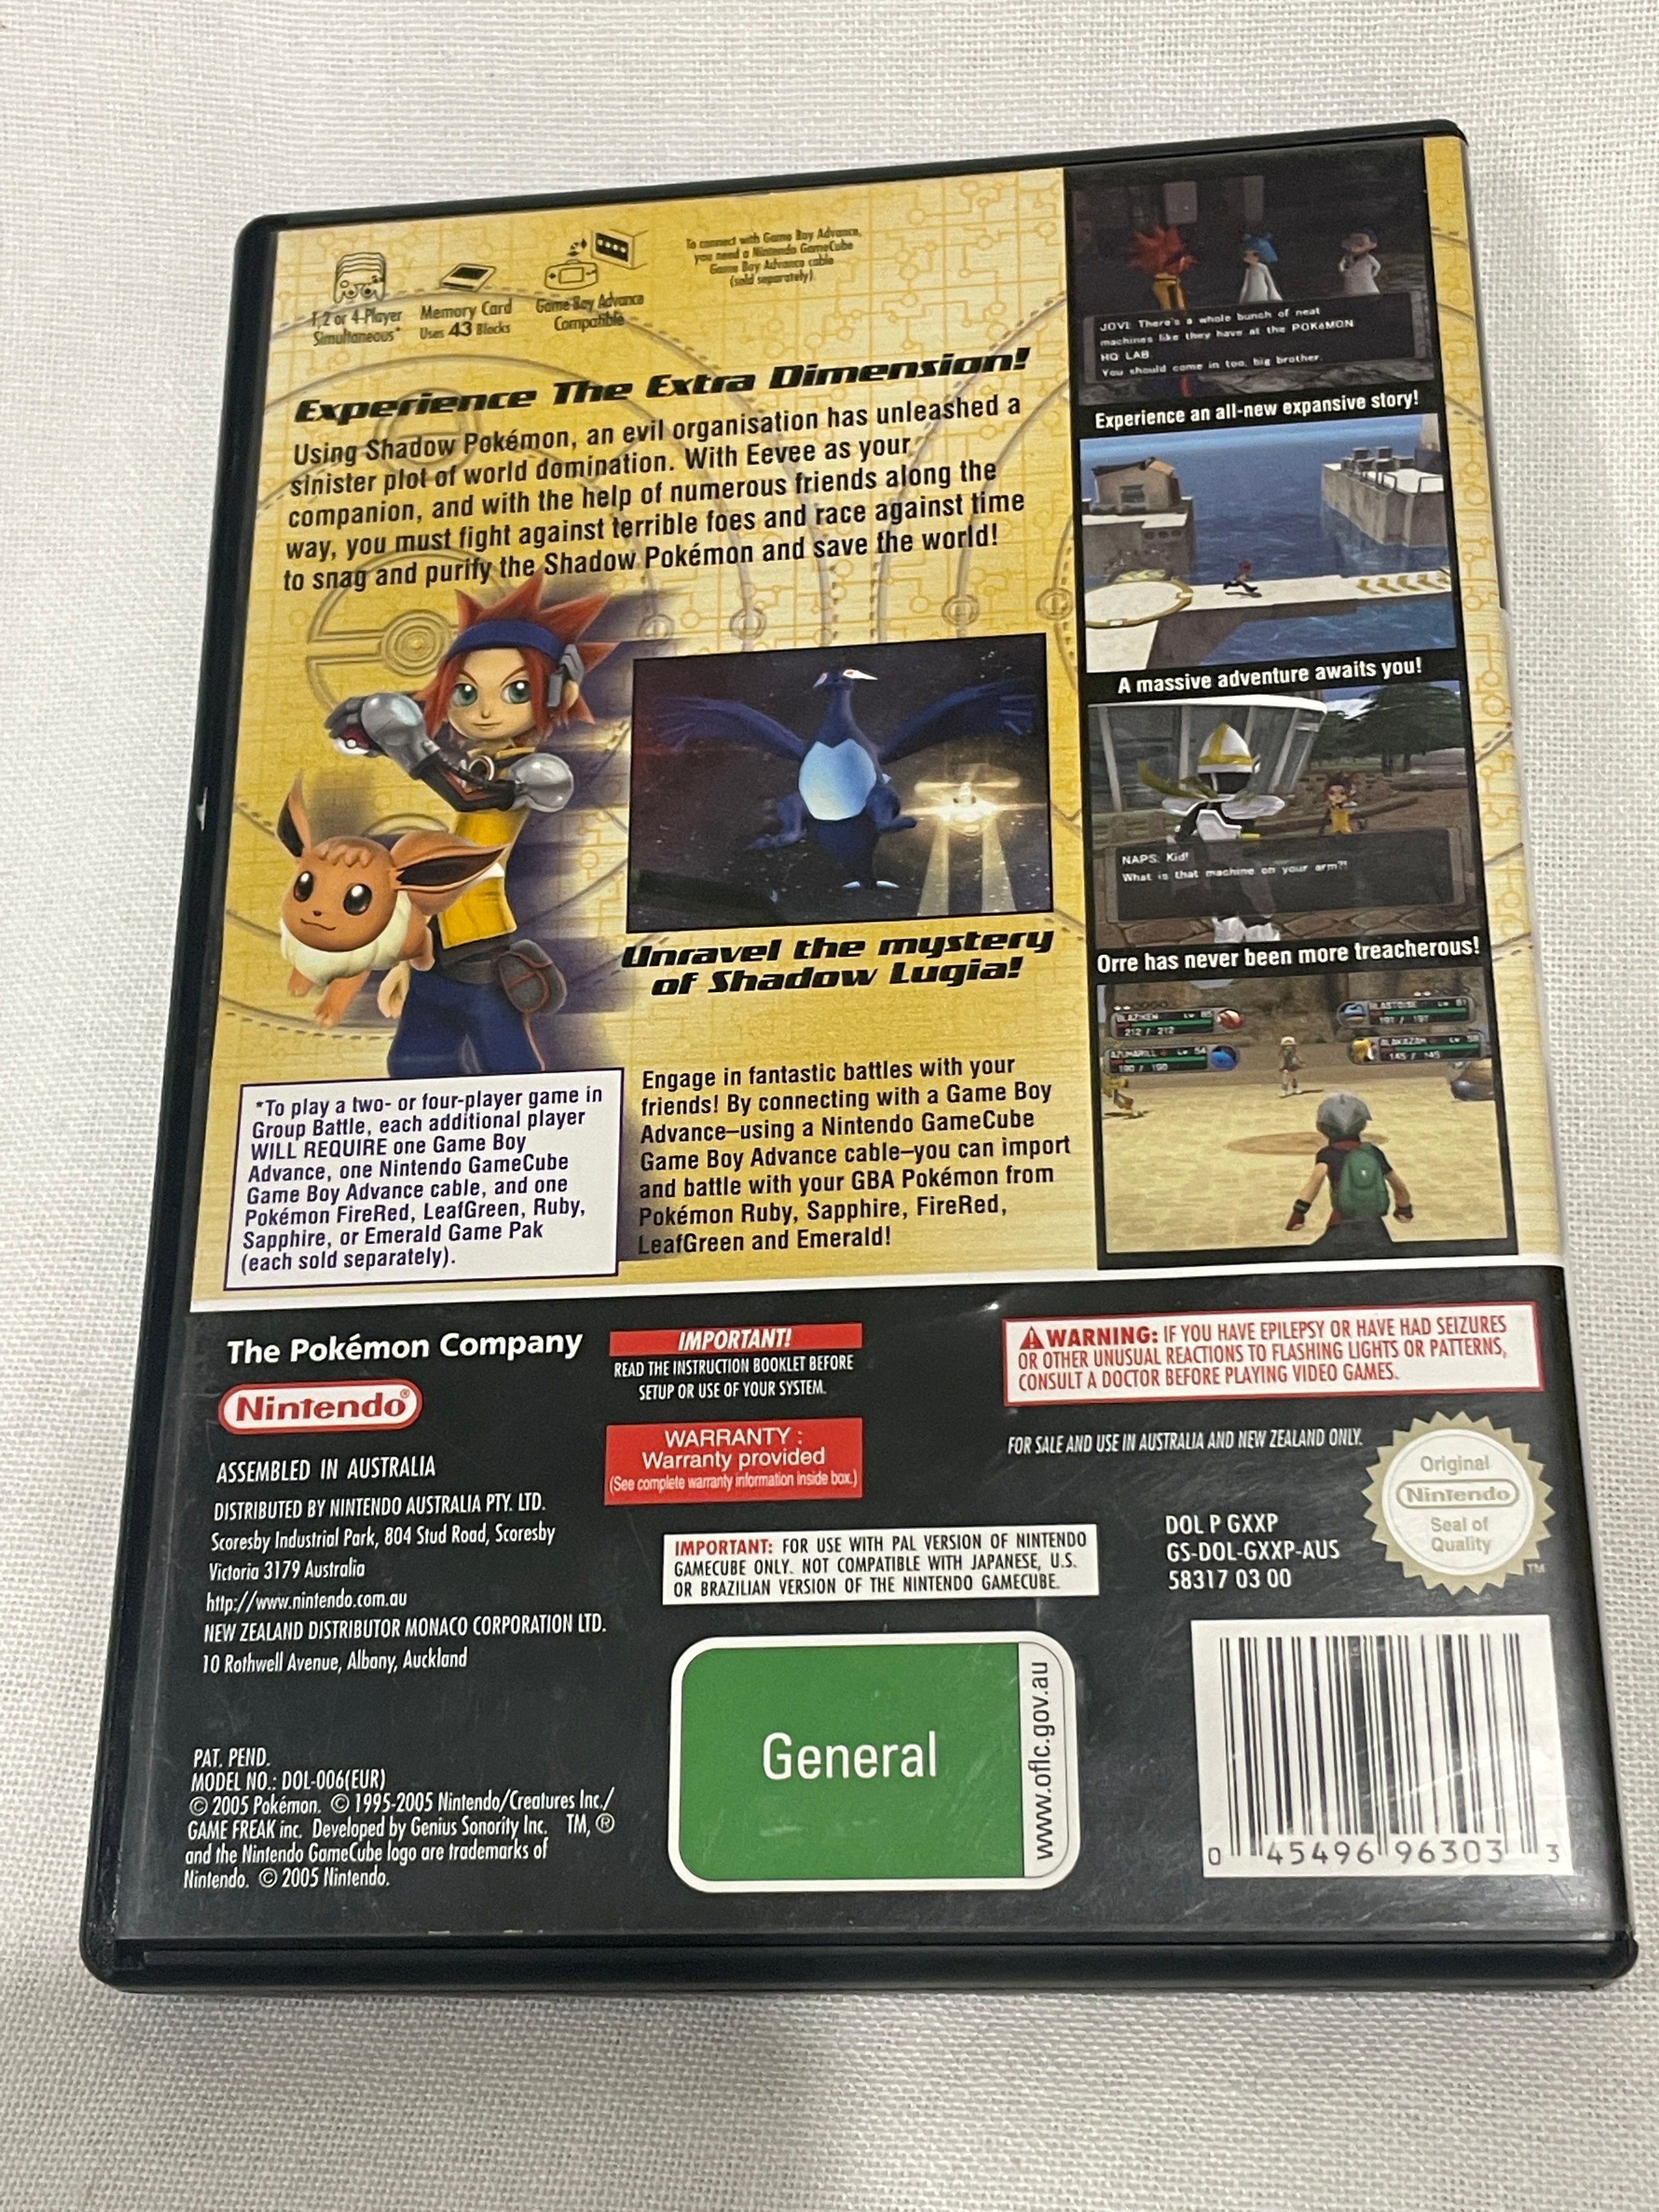 1, 2 or 4-Player
Simultaneous*
Memory Card
Uses 43 Blocks
Game Boy Advance
Compatible
To connect with Game Boy Advance,
you need a Nintendo GameCube
Game Boy Advance cable
(sold separately).
Experience The Extra Dimension!
Using Shadow Pokémon, an evil organisation has unleashed a
sinister plot of world domination. With Eevee as your
companion, and with the help of numerous friends along the
way, you must fight against terrible foes and race against time
to snag and purify the Shadow Pokémon and save the world!
Unravel the mystery
of Shadow Lugia!
*To play a two- or four-player game in
Group Battle, each additional player
WILL REQUIRE one Game Boy
Advance, one Nintendo GameCube
Game Boy Advance cable, and one
Pokémon FireRed, LeafGreen, Ruby,
Sapphire, or Emerald Game Pak
(each sold separately).
Engage in fantastic battles with your
friends! By connecting with a Game Boy
Advance–using a Nintendo GameCube
Game Boy Advance cable–you can import
and battle with your GBA Pokémon from
Pokémon Ruby, Sapphire, FireRed,
LeafGreen and Emerald!
JOVI: There's a whole bunch of neat
machines like they have at the POKéMON
HQ LAB.
You should come in too, big brother.
Experience an all-new expansive story!
A massive adventure awaits you!
NAPS: Kid!
What is that machine on your arm?!
Orre has never been more treacherous!
BLAZIKEN
212 / 212
BLASTOISE
191 / 191
AZUMARILL
190 / 190
ALAKAZAM
145 / 145
The Pokémon Company
Nintendo®
ASSEMBLED IN AUSTRALIA
DISTRIBUTED BY NINTENDO AUSTRALIA PTY. LTD.
Scoresby Industrial Park, 804 Stud Road, Scoresby
Victoria 3179 Australia
http://www.nintendo.com.au
NEW ZEALAND DISTRIBUTOR MONACO CORPORATION LTD.
10 Rothwell Avenue, Albany, Auckland
PAT. PEND.
MODEL NO.: DOL-006(EUR)
© 2005 Pokémon. © 1995-2005 Nintendo/Creatures Inc./
GAME FREAK inc. Developed by Genius Sonority Inc. TM, ®
and the Nintendo GameCube logo are trademarks of
Nintendo. © 2005 Nintendo.
IMPORTANT!
READ THE INSTRUCTION BOOKLET BEFORE
SETUP OR USE OF YOUR SYSTEM.
WARRANTY :
Warranty provided
(See complete warranty information inside box.)
IMPORTANT: FOR USE WITH PAL VERSION OF NINTENDO
GAMECUBE ONLY. NOT COMPATIBLE WITH JAPANESE, U.S.
OR BRAZILIAN VERSION OF THE NINTENDO GAMECUBE.
General
www.oflc.gov.au
WARNING: IF YOU HAVE EPILEPSY OR HAVE HAD SEIZURES
OR OTHER UNUSUAL REACTIONS TO FLASHING LIGHTS OR PATTERNS,
CONSULT A DOCTOR BEFORE PLAYING VIDEO GAMES.
FOR SALE AND USE IN AUSTRALIA AND NEW ZEALAND ONLY.
Original
Nintendo
Seal of
Quality
TM
DOL P GXXP
GS-DOL-GXXP-AUS
58317 03 00
0 45496 96303 3